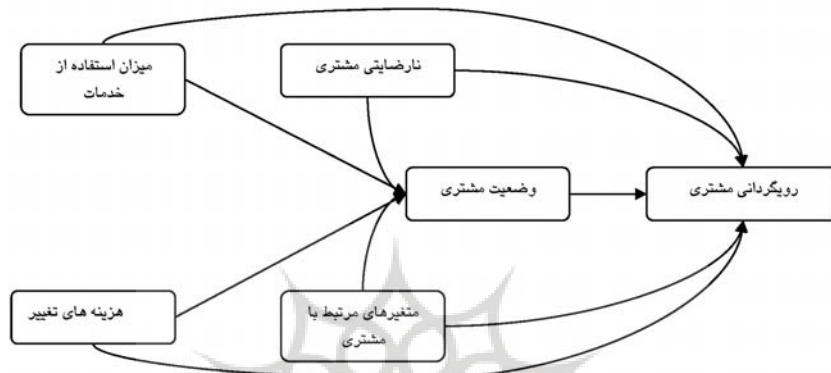 میزان استفاده از
خدمات
نارضایتی مشتری
وضعیت مشتری
رویگردانی مشتری
هزینه های تغییر
متغیرهای مرتبط با
مشتری